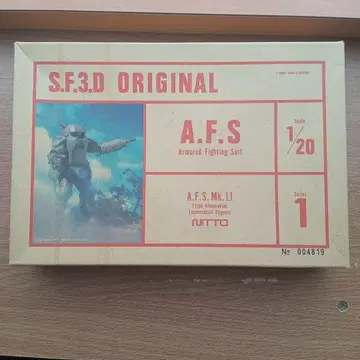 S.F.3.D ORIGINAL
A.F.S
Armored Fighting Suit
Scale
1/20
A.F.S. Mk.II
NITTO
Series
1
No 004819